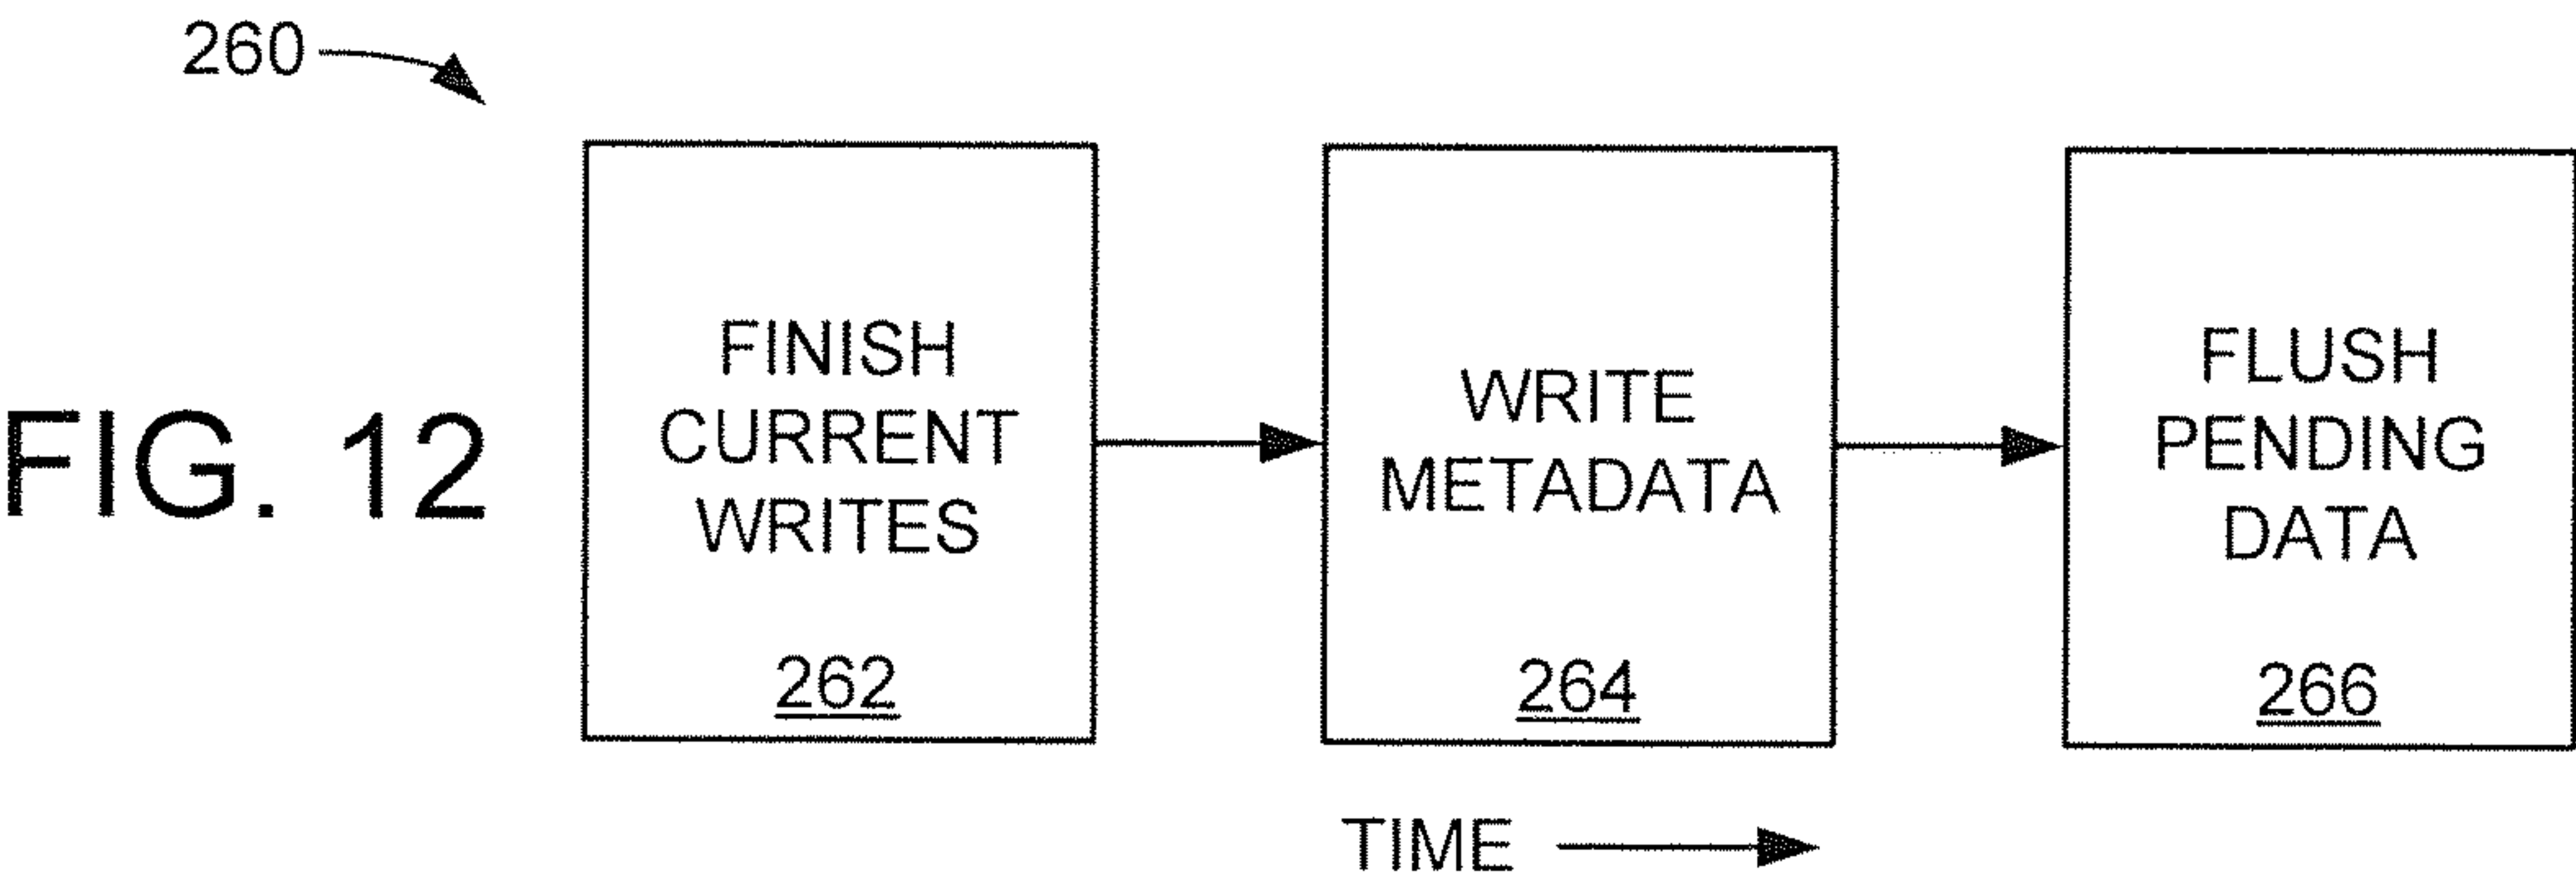 260
FIG. 12
FINISH
CURRENT
WRITES
262
WRITE
METADATA
264
FLUSH
PENDING
DATA
266
TIME